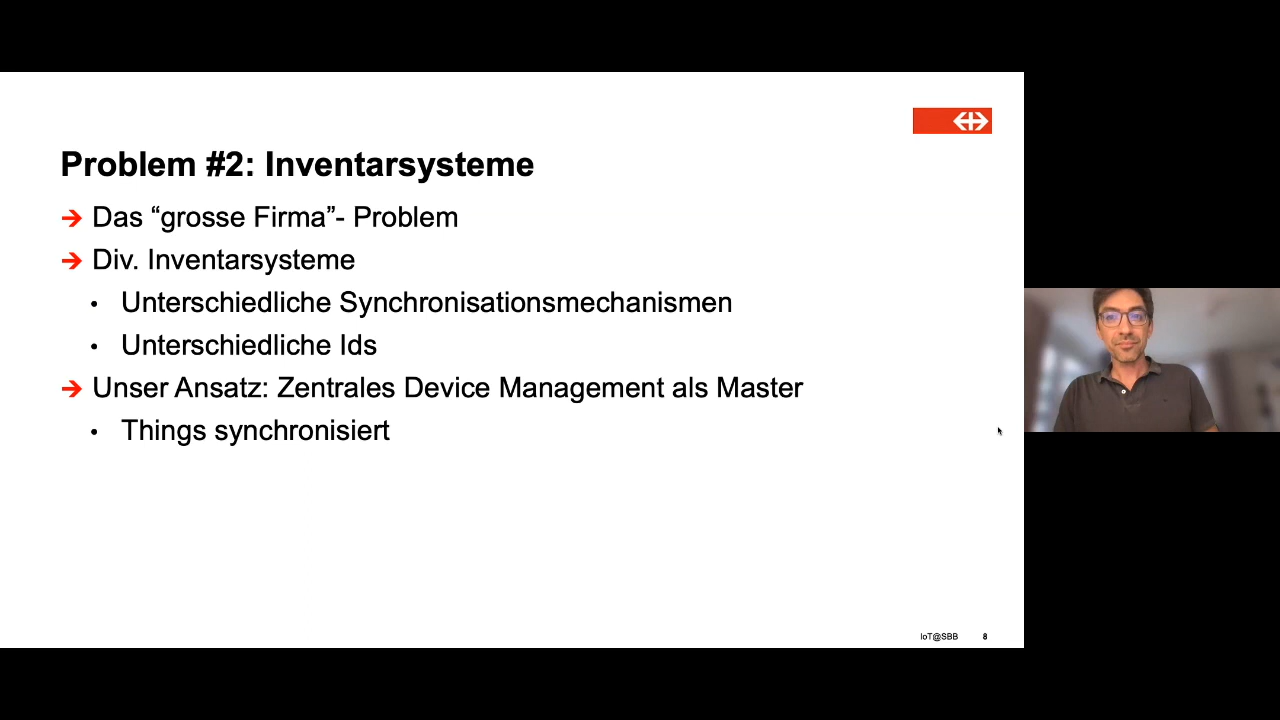 Problem #2: Inventarsysteme
➔ Das “grosse Firma”- Problem
➔ Div. Inventarsysteme
• Unterschiedliche Synchronisationsmechanismen
• Unterschiedliche Ids
➔ Unser Ansatz: Zentrales Device Management als Master
• Things synchronisiert
IoT@SBB 8